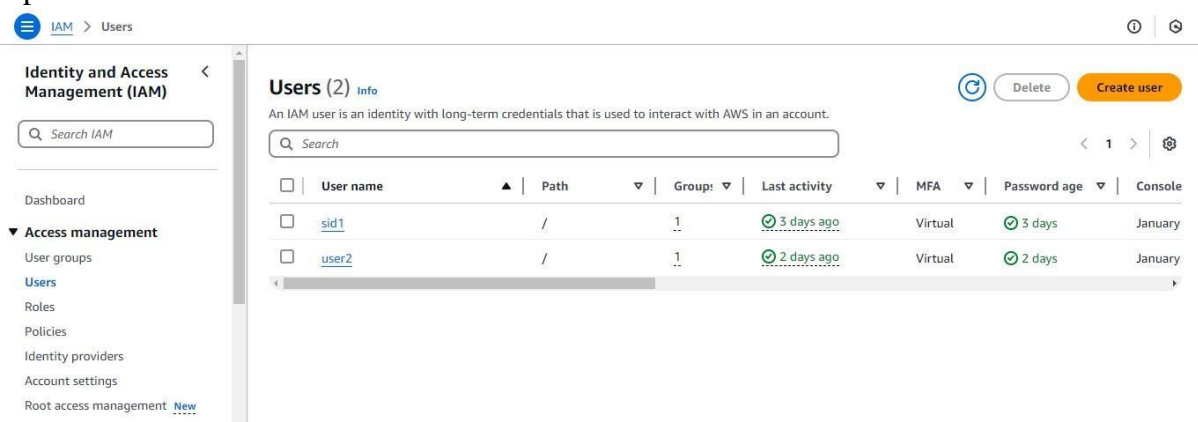 IAM > Users
Identity and Access Management (IAM)
Search IAM
Dashboard
Access management
User groups
Users
Roles
Policies
Identity providers
Account settings
Root access management New
Users (2) Info
Delete
Create user
An IAM user is an identity with long-term credentials that is used to interact with AWS in an account.
Search
1
User name Path Groups Last activity MFA Password age Console
sid1 / 1 3 days ago Virtual 3 days January
user2 / 1 2 days ago Virtual 2 days January